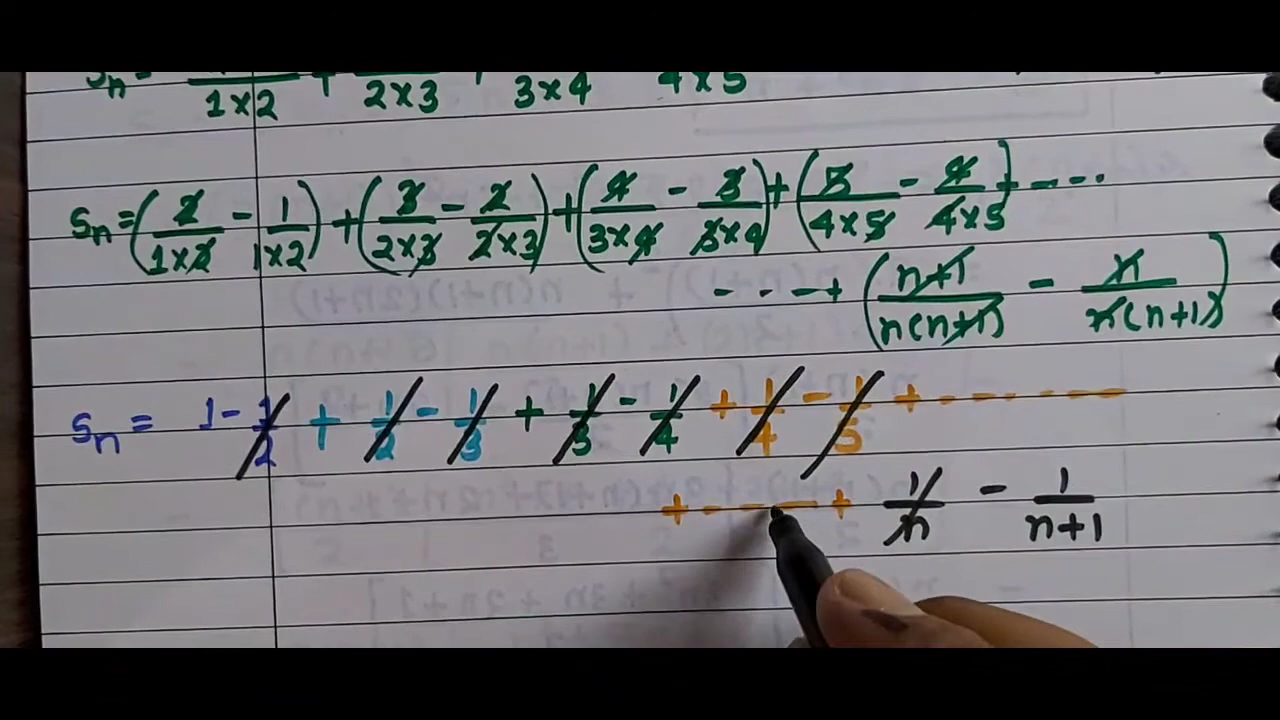 Sn = 1×2 + 2×3 + 3×4 4×5
Sn = (2/1×2 - 1/1×2) + (3/2×3 - 2/2×3) + (4/3×4 - 3/3×4) + (5/4×5 - 4/4×5) + - - - ..
- - - - + (n+1/n(n+1) - n/n(n+1))
Sn = 1 - 1/2 + 1/2 - 1/3 + 1/3 - 1/4 + 1/4 - 1/5 + - - - - - -
+ - - - + 1/n - 1/n+1